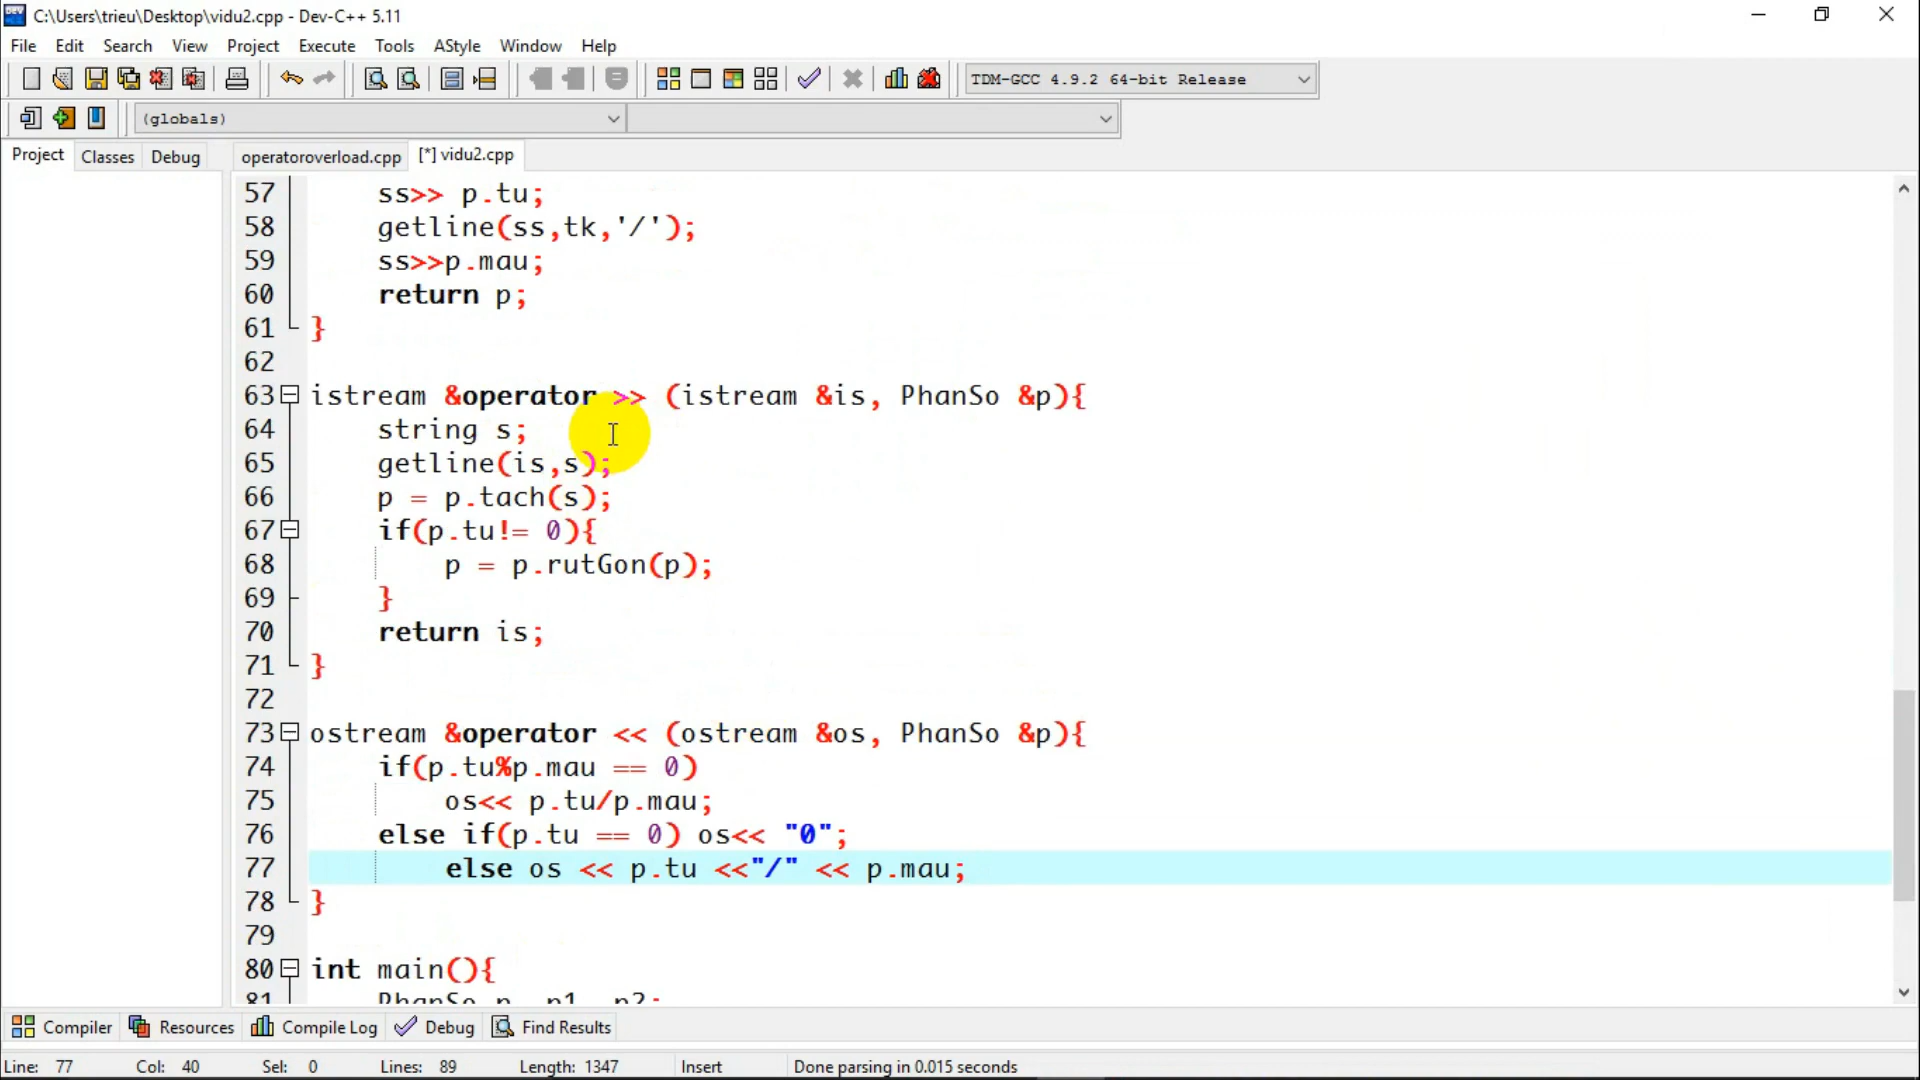 C:\Users\trieu\Desktop\vidu2.cpp - Dev-C++ 5.11
File Edit Search View Project Execute Tools AStyle Window Help
TDM-GCC 4.9.2 64-bit Release
(globals)
Project Classes Debug operatoroverload.cpp [*] vidu2.cpp
57 ss>> p.tu;
58 getline(ss,tk,'/');
59 ss>>p.mau;
60 return p;
61 }
62
63 istream &operator >> (istream &is, PhanSo &p){
64 string s;
65 getline(is,s);
66 p = p.tach(s);
67 if(p.tu!= 0){
68 p = p.rutGon(p);
69 }
70 return is;
71 }
72
73 ostream &operator << (ostream &os, PhanSo &p){
74 if(p.tu%p.mau == 0)
75 os<< p.tu/p.mau;
76 else if(p.tu == 0) os<< "0";
77 else os << p.tu <<"/" << p.mau;
78 }
79
80 int main(){
81 PhanSo p, p1, p2;
Compiler Resources Compile Log Debug Find Results
Line: 77 Col: 40 Sel: 0 Lines: 89 Length: 1347 Insert Done parsing in 0.015 seconds